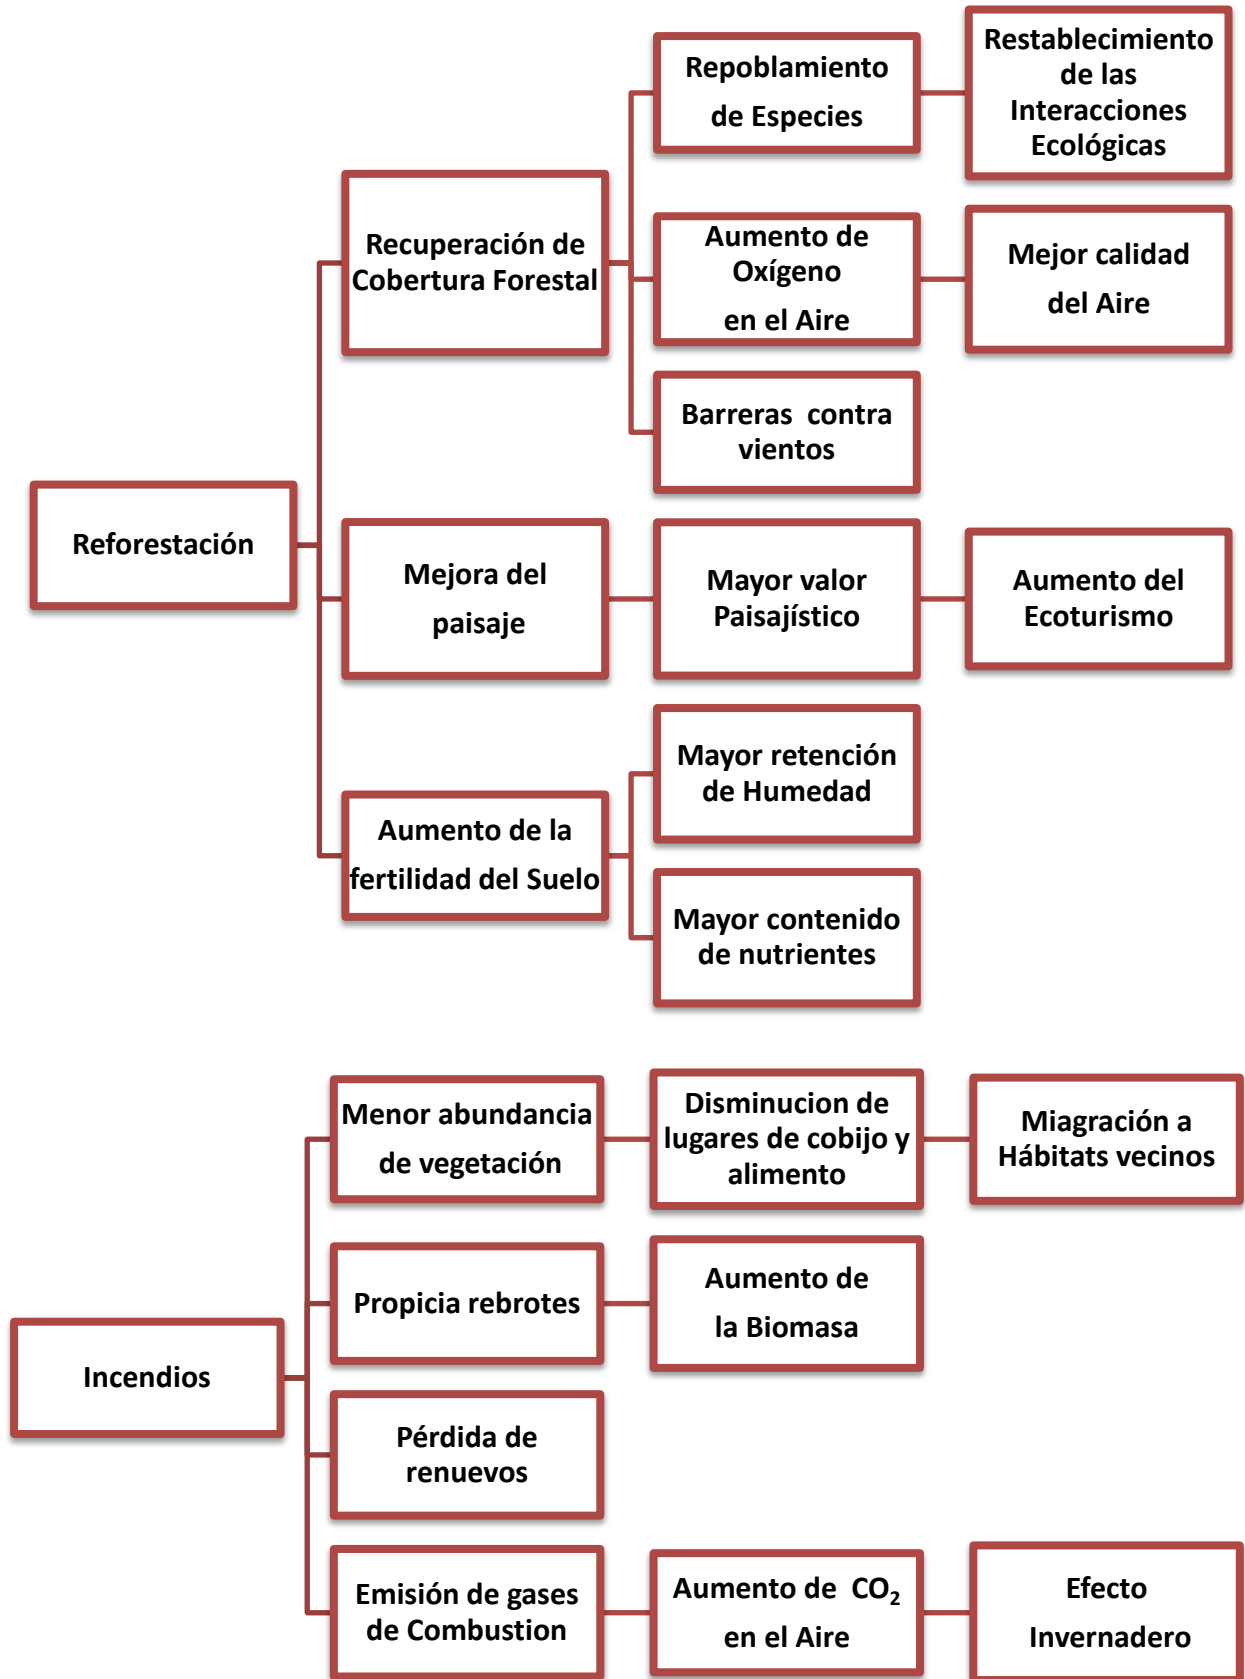 Repoblamiento
de Especies
Restablecimiento
de las
Interacciones
Ecológicas
Recuperación de
Cobertura Forestal
Aumento de
Oxígeno
en el Aire
Mejor calidad
del Aire
Barreras contra
vientos
Reforestación
Mejora del
paisaje
Mayor valor
Paisajístico
Aumento del
Ecoturismo
Mayor retención
de Humedad
Aumento de la
fertilidad del Suelo
Mayor contenido
de nutrientes
Menor abundancia
de vegetación
Disminucion de
lugares de cobijo y
alimento
Miagración a
Hábitats vecinos
Propicia rebrotes
Aumento de
la Biomasa
Incendios
Pérdida de
renuevos
Emisión de gases
de Combustion
Aumento de CO₂
en el Aire
Efecto
Invernadero